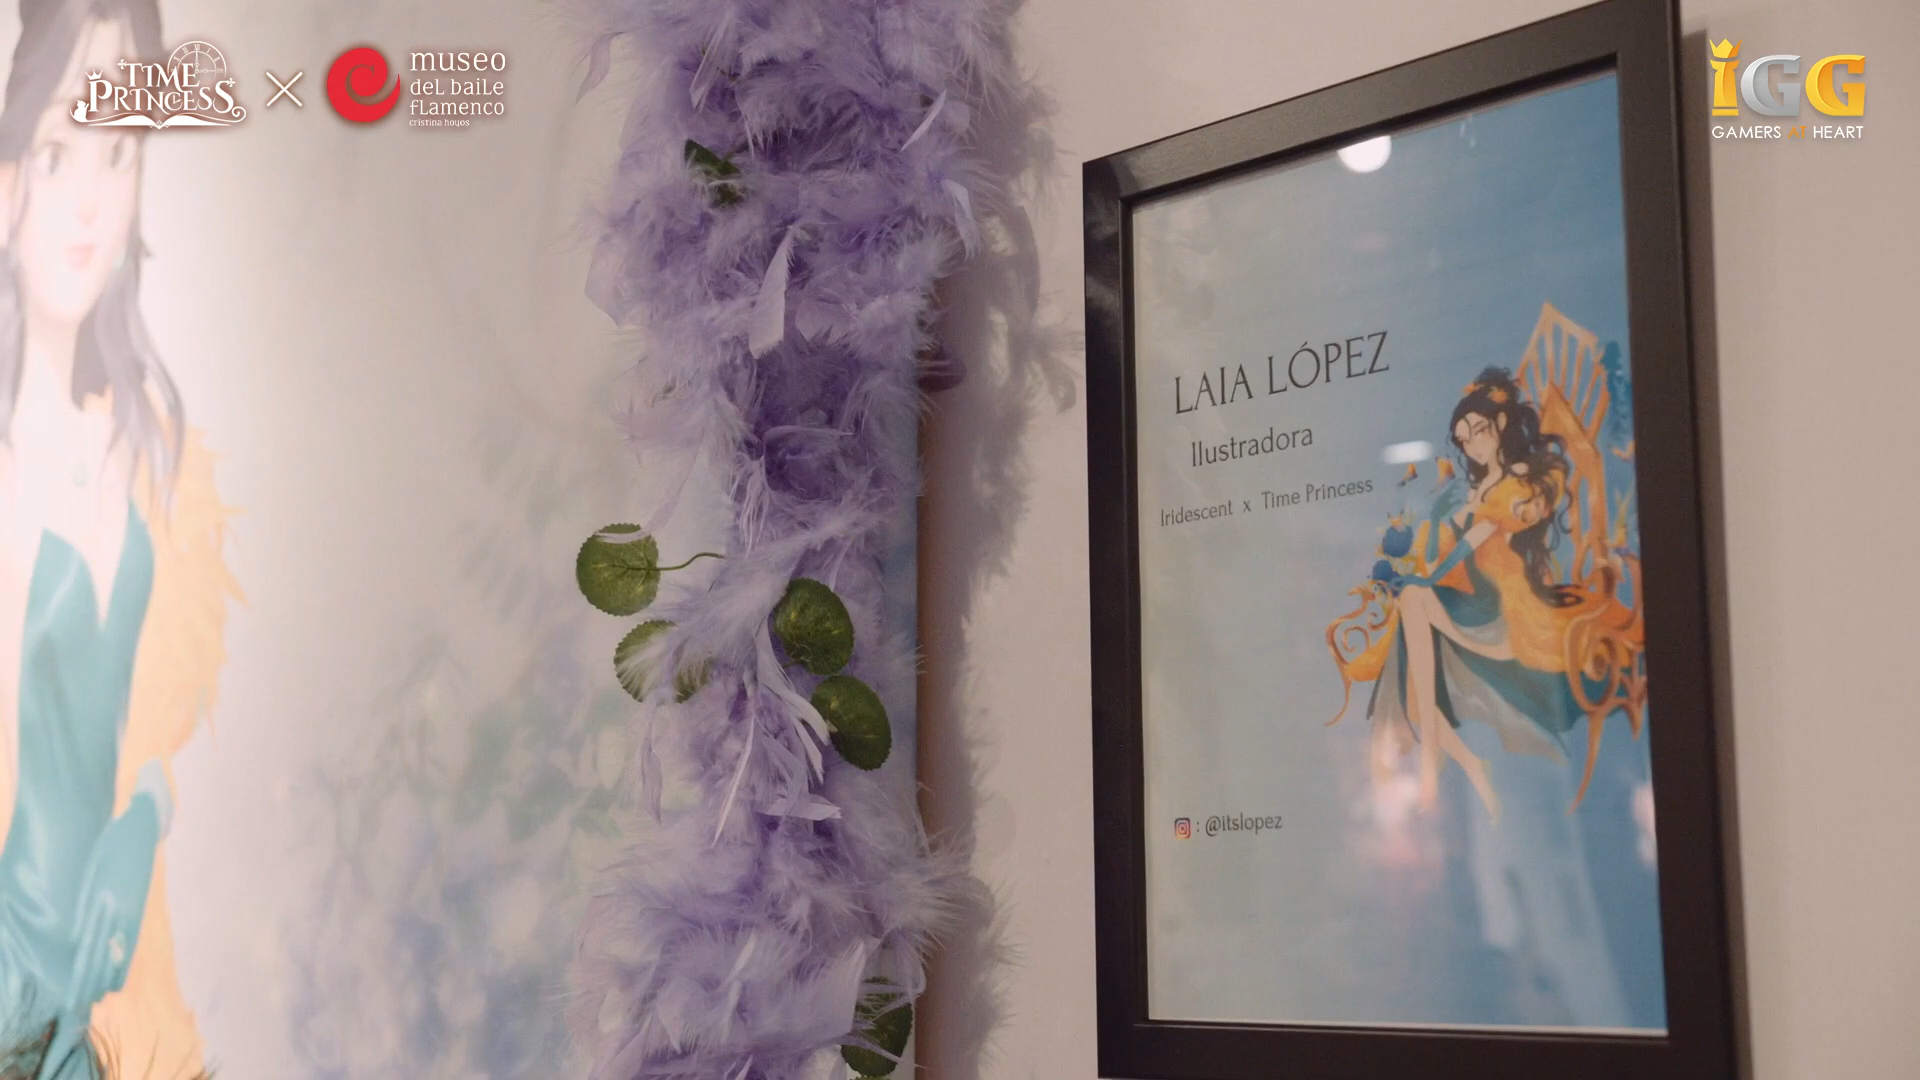 TIME
PRINCESS
museo
del baile
flamenco
cristina hoyos
IGG
GAMERS AT HEART
LAIA LÓPEZ
Ilustradora
Iridescent x Time Princess
: @itslopez